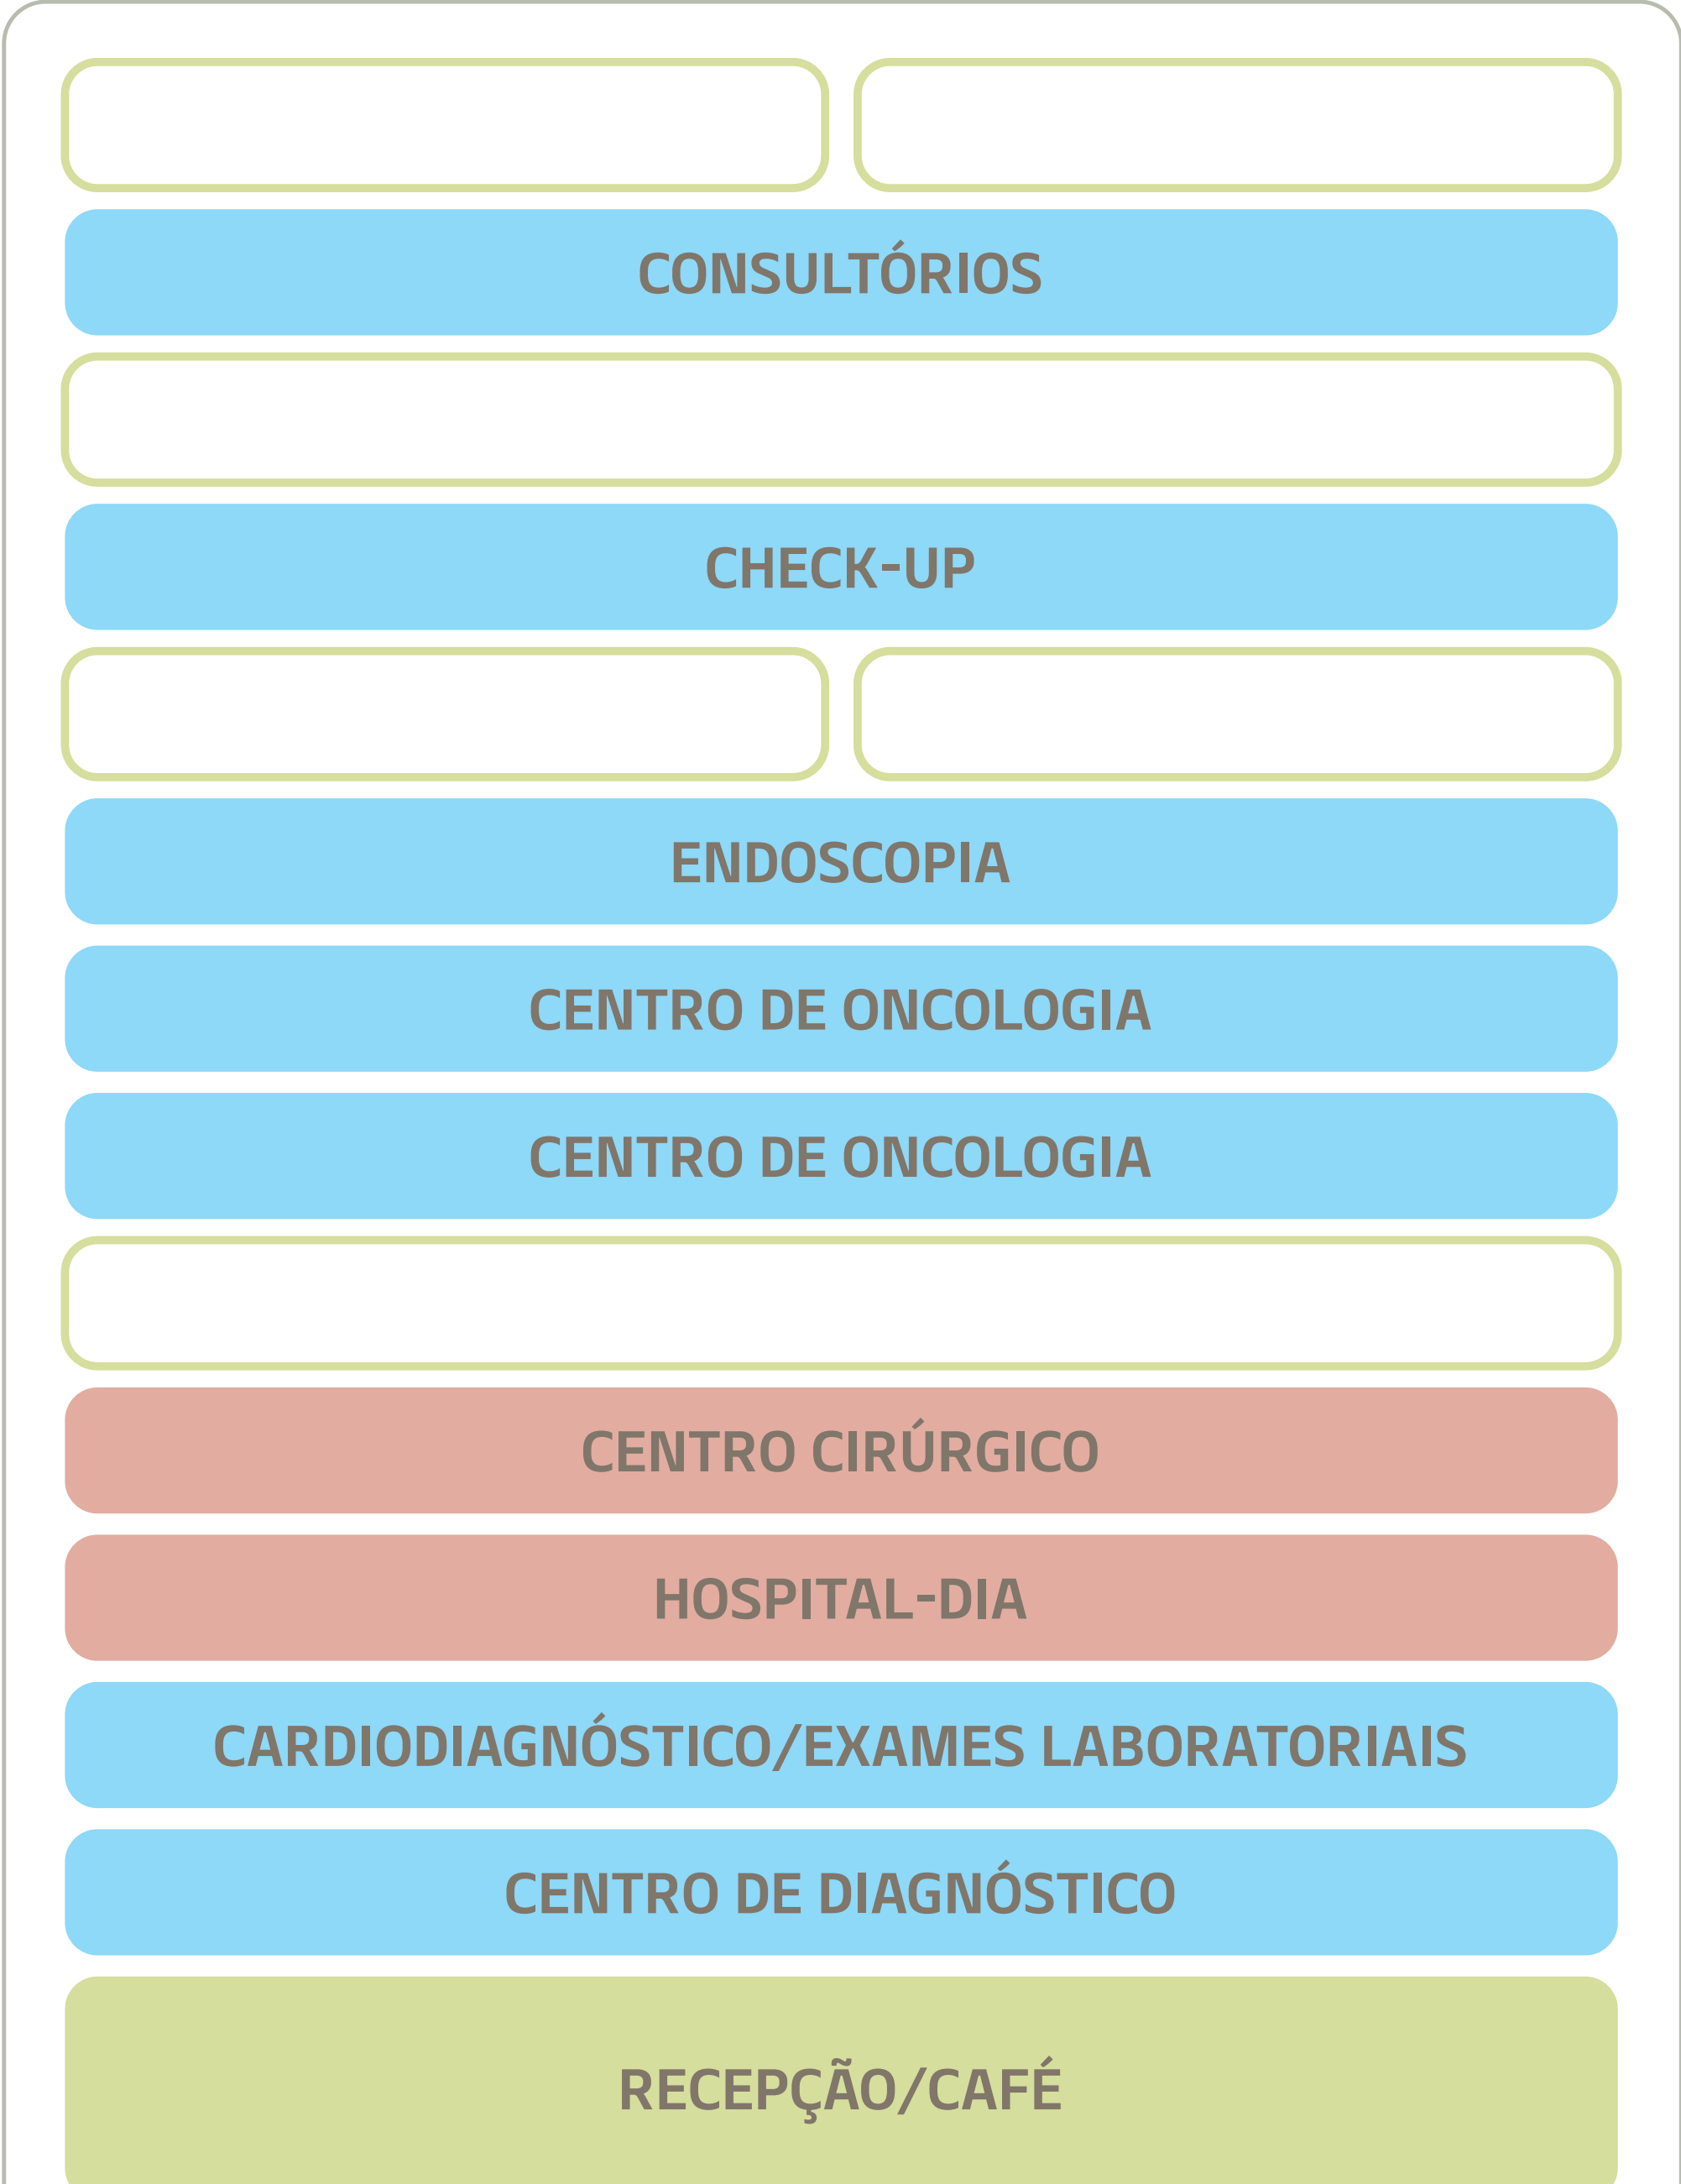 CONSULTÓRIOS
CHECK-UP
ENDOSCOPIA
CENTRO DE ONCOLOGIA
CENTRO DE ONCOLOGIA
CENTRO CIRÚRGICO
HOSPITAL-DIA
CARDIODIAGNÓSTICO/EXAMES LABORATORIAIS
CENTRO DE DIAGNÓSTICO
RECEPÇÃO/CAFÉ